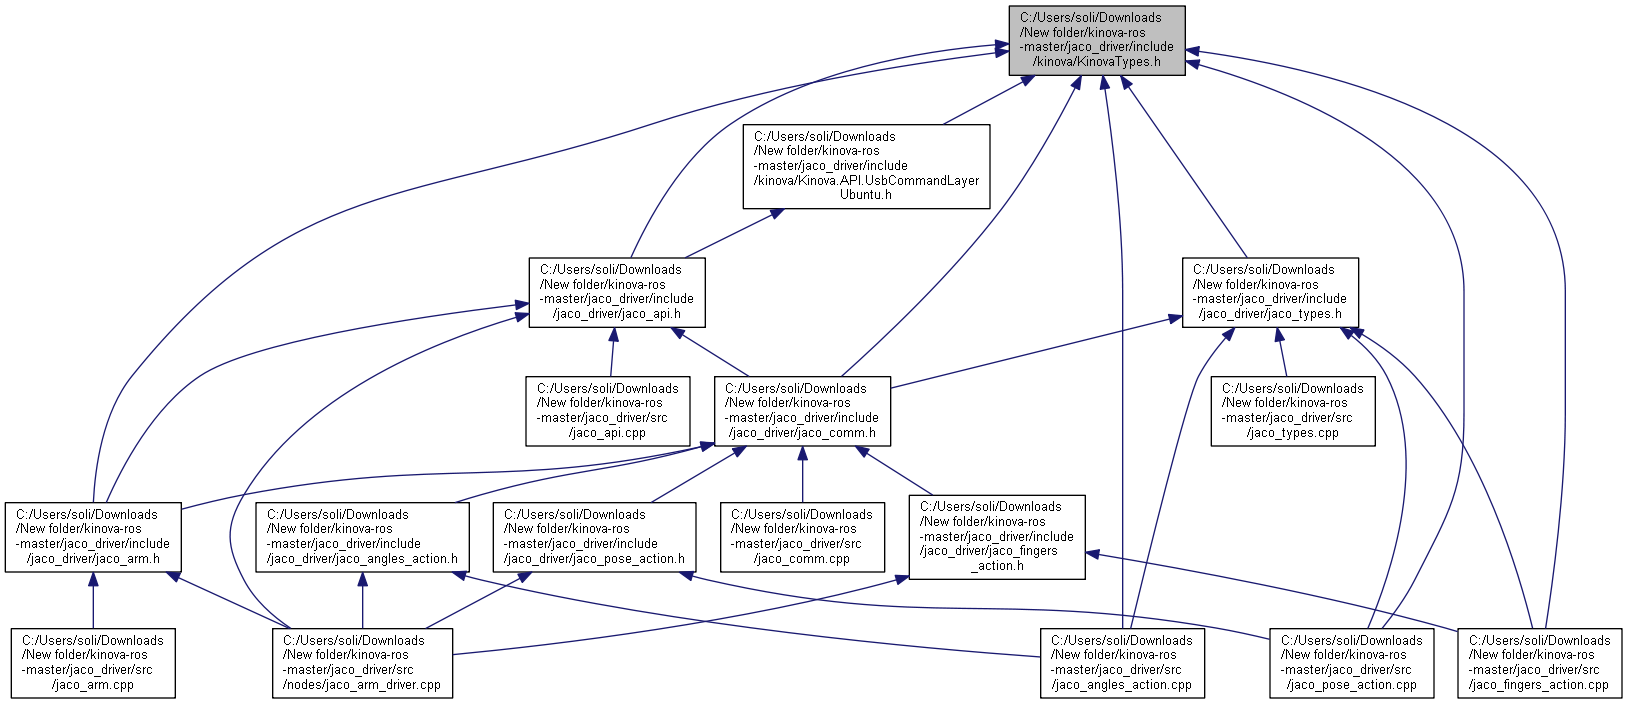 C:/Users/soli/Downloads
/New folder/kinova-ros
-master/jaco_driver/include
/kinova/KinovaTypes.h
C:/Users/soli/Downloads
/New folder/kinova-ros
-master/jaco_driver/include
/kinova/Kinova.API.UsbCommandLayer
Ubuntu.h
C:/Users/soli/Downloads
/New folder/kinova-ros
-master/jaco_driver/include
/jaco_driver/jaco_api.h
C:/Users/soli/Downloads
/New folder/kinova-ros
-master/jaco_driver/include
/jaco_driver/jaco_types.h
C:/Users/soli/Downloads
/New folder/kinova-ros
-master/jaco_driver/src
/jaco_api.cpp
C:/Users/soli/Downloads
/New folder/kinova-ros
-master/jaco_driver/include
/jaco_driver/jaco_comm.h
C:/Users/soli/Downloads
/New folder/kinova-ros
-master/jaco_driver/src
/jaco_types.cpp
C:/Users/soli/Downloads
/New folder/kinova-ros
-master/jaco_driver/include
/jaco_driver/jaco_arm.h
C:/Users/soli/Downloads
/New folder/kinova-ros
-master/jaco_driver/include
/jaco_driver/jaco_angles_action.h
C:/Users/soli/Downloads
/New folder/kinova-ros
-master/jaco_driver/include
/jaco_driver/jaco_pose_action.h
C:/Users/soli/Downloads
/New folder/kinova-ros
-master/jaco_driver/src
/jaco_comm.cpp
C:/Users/soli/Downloads
/New folder/kinova-ros
-master/jaco_driver/include
/jaco_driver/jaco_fingers
_action.h
C:/Users/soli/Downloads
/New folder/kinova-ros
-master/jaco_driver/src
/jaco_arm.cpp
C:/Users/soli/Downloads
/New folder/kinova-ros
-master/jaco_driver/src
/nodes/jaco_arm_driver.cpp
C:/Users/soli/Downloads
/New folder/kinova-ros
-master/jaco_driver/src
/jaco_angles_action.cpp
C:/Users/soli/Downloads
/New folder/kinova-ros
-master/jaco_driver/src
/jaco_pose_action.cpp
C:/Users/soli/Downloads
/New folder/kinova-ros
-master/jaco_driver/src
/jaco_fingers_action.cpp